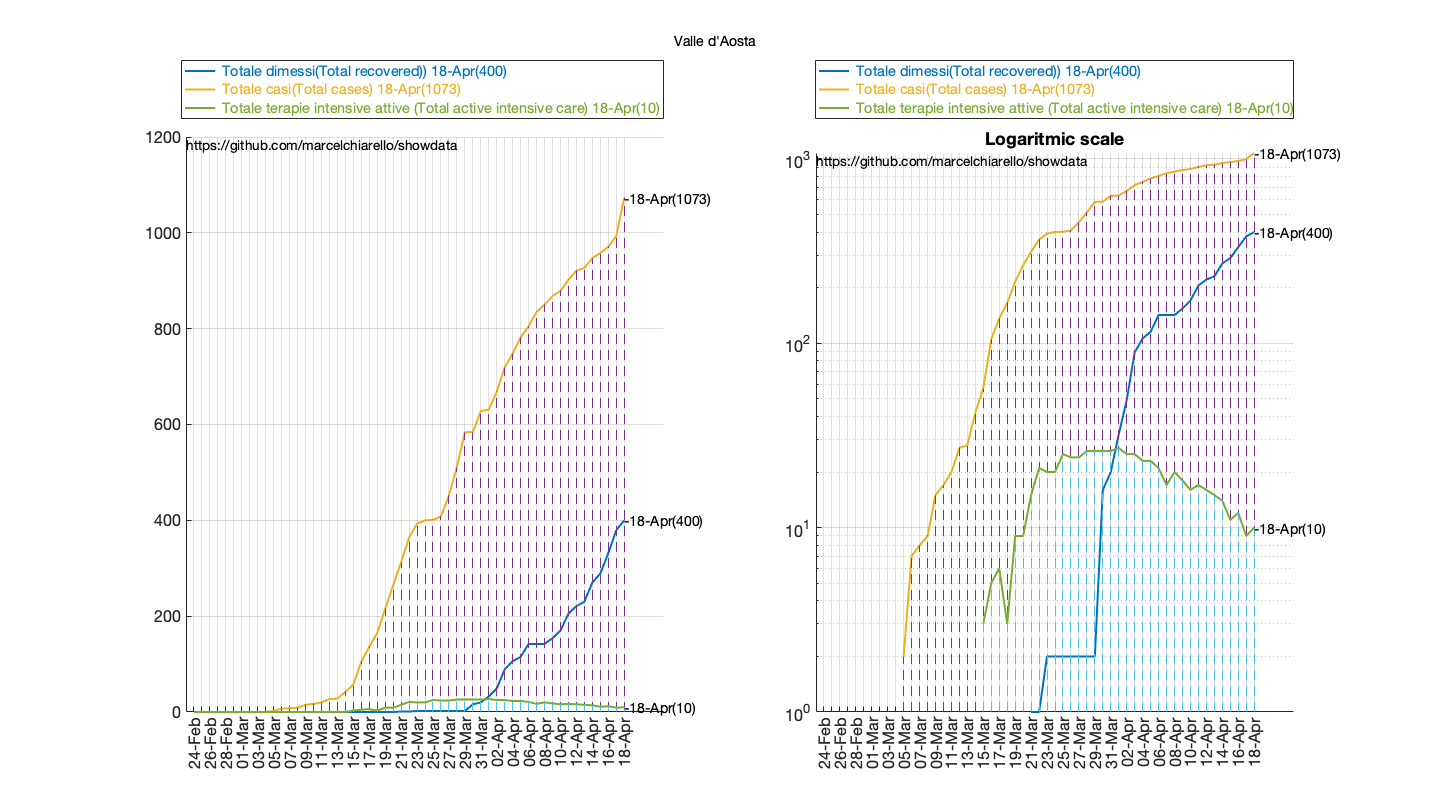 Valle d'Aosta
Totale dimessi(Total recovered)) 18-Apr(400)
Totale casi(Total cases) 18-Apr(1073)
Totale terapie intensive attive (Total active intensive care) 18-Apr(10)
https://github.com/marcelchiarello/showdata
1200
1000
800
600
400
200
0
18-Apr(1073)
18-Apr(400)
18-Apr(10)
24-Feb
26-Feb
28-Feb
01-Mar
03-Mar
05-Mar
07-Mar
09-Mar
11-Mar
13-Mar
15-Mar
17-Mar
19-Mar
21-Mar
23-Mar
25-Mar
27-Mar
29-Mar
31-Mar
02-Apr
04-Apr
06-Apr
08-Apr
10-Apr
12-Apr
14-Apr
16-Apr
18-Apr
Totale dimessi(Total recovered)) 18-Apr(400)
Totale casi(Total cases) 18-Apr(1073)
Totale terapie intensive attive (Total active intensive care) 18-Apr(10)
Logaritmic scale
https://github.com/marcelchiarello/showdata
10³
10²
10¹
10⁰
18-Apr(1073)
18-Apr(400)
18-Apr(10)
24-Feb
26-Feb
28-Feb
01-Mar
03-Mar
05-Mar
07-Mar
09-Mar
11-Mar
13-Mar
15-Mar
17-Mar
19-Mar
21-Mar
23-Mar
25-Mar
27-Mar
29-Mar
31-Mar
02-Apr
04-Apr
06-Apr
08-Apr
10-Apr
12-Apr
14-Apr
16-Apr
18-Apr